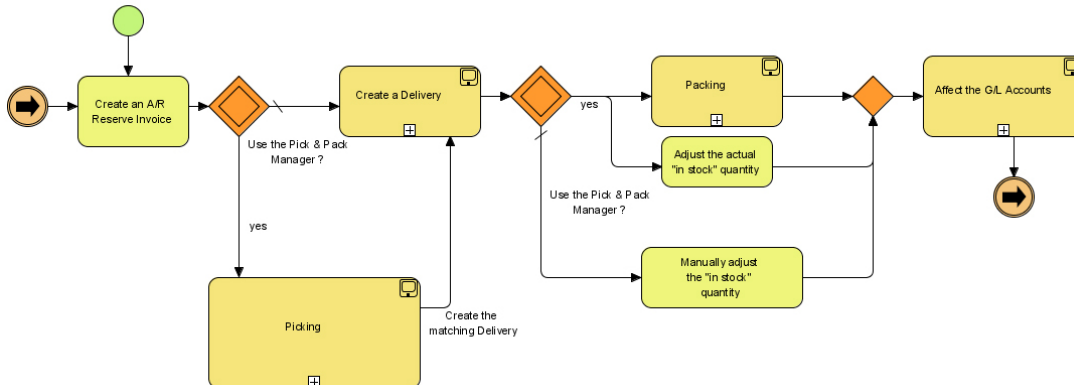 Create an A/R
Reserve Invoice
Use the Pick & Pack
Manager ?
yes
Picking
Create the
matching Delivery
Create a Delivery
yes
Use the Pick & Pack
Manager ?
Packing
Adjust the actual
"in stock" quantity
Manually adjust
the "in stock"
quantity
Affect the G/L Accounts